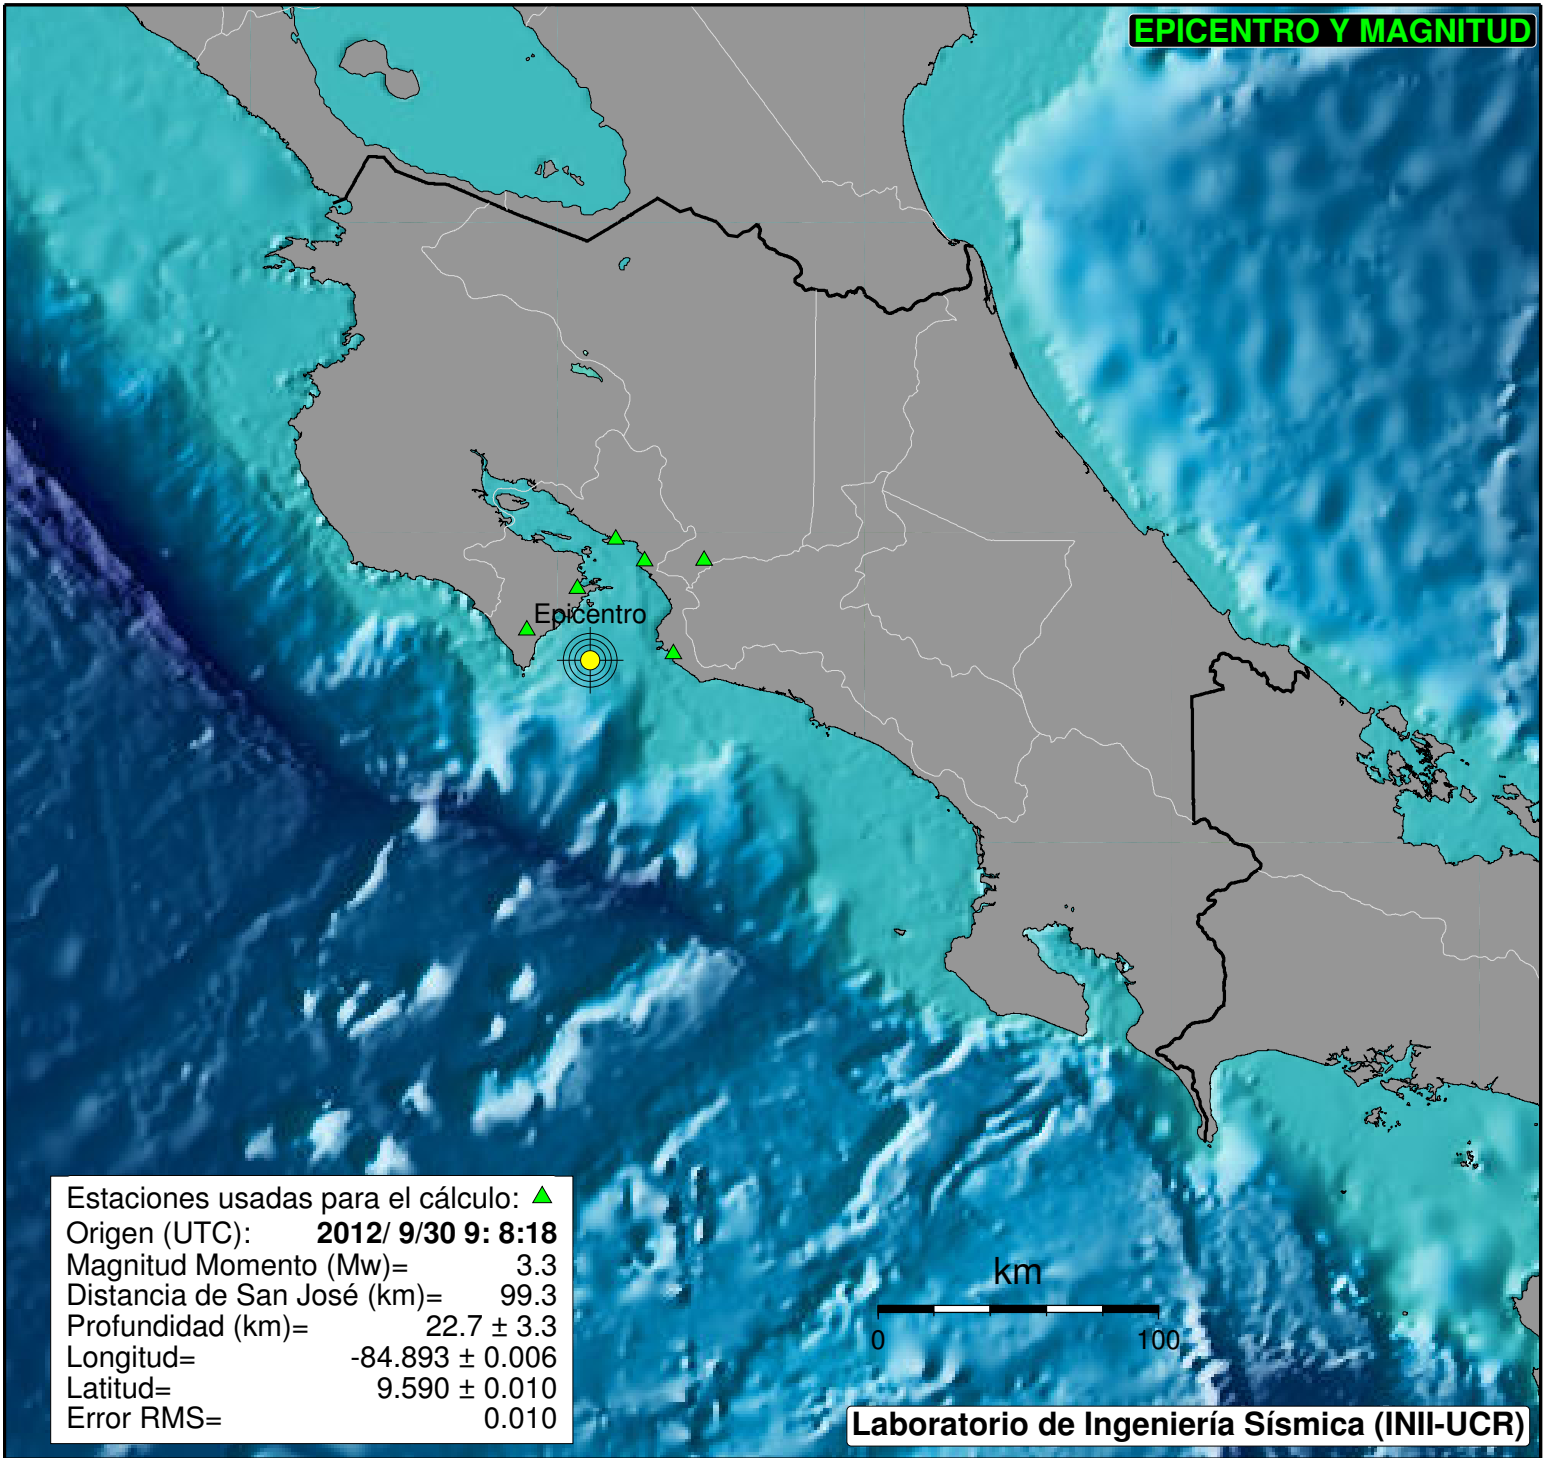 EPICENTRO Y MAGNITUD
Epicentro
Estaciones usadas para el cálculo:
Origen (UTC): 2012/ 9/30 9: 8:18
Magnitud Momento (Mw)= 3.3
Distancia de San José (km)= 99.3
Profundidad (km)= 22.7 ± 3.3
Longitud= -84.893 ± 0.006
Latitud= 9.590 ± 0.010
Error RMS= 0.010
km
0 100
Laboratorio de Ingeniería Sísmica (INII-UCR)